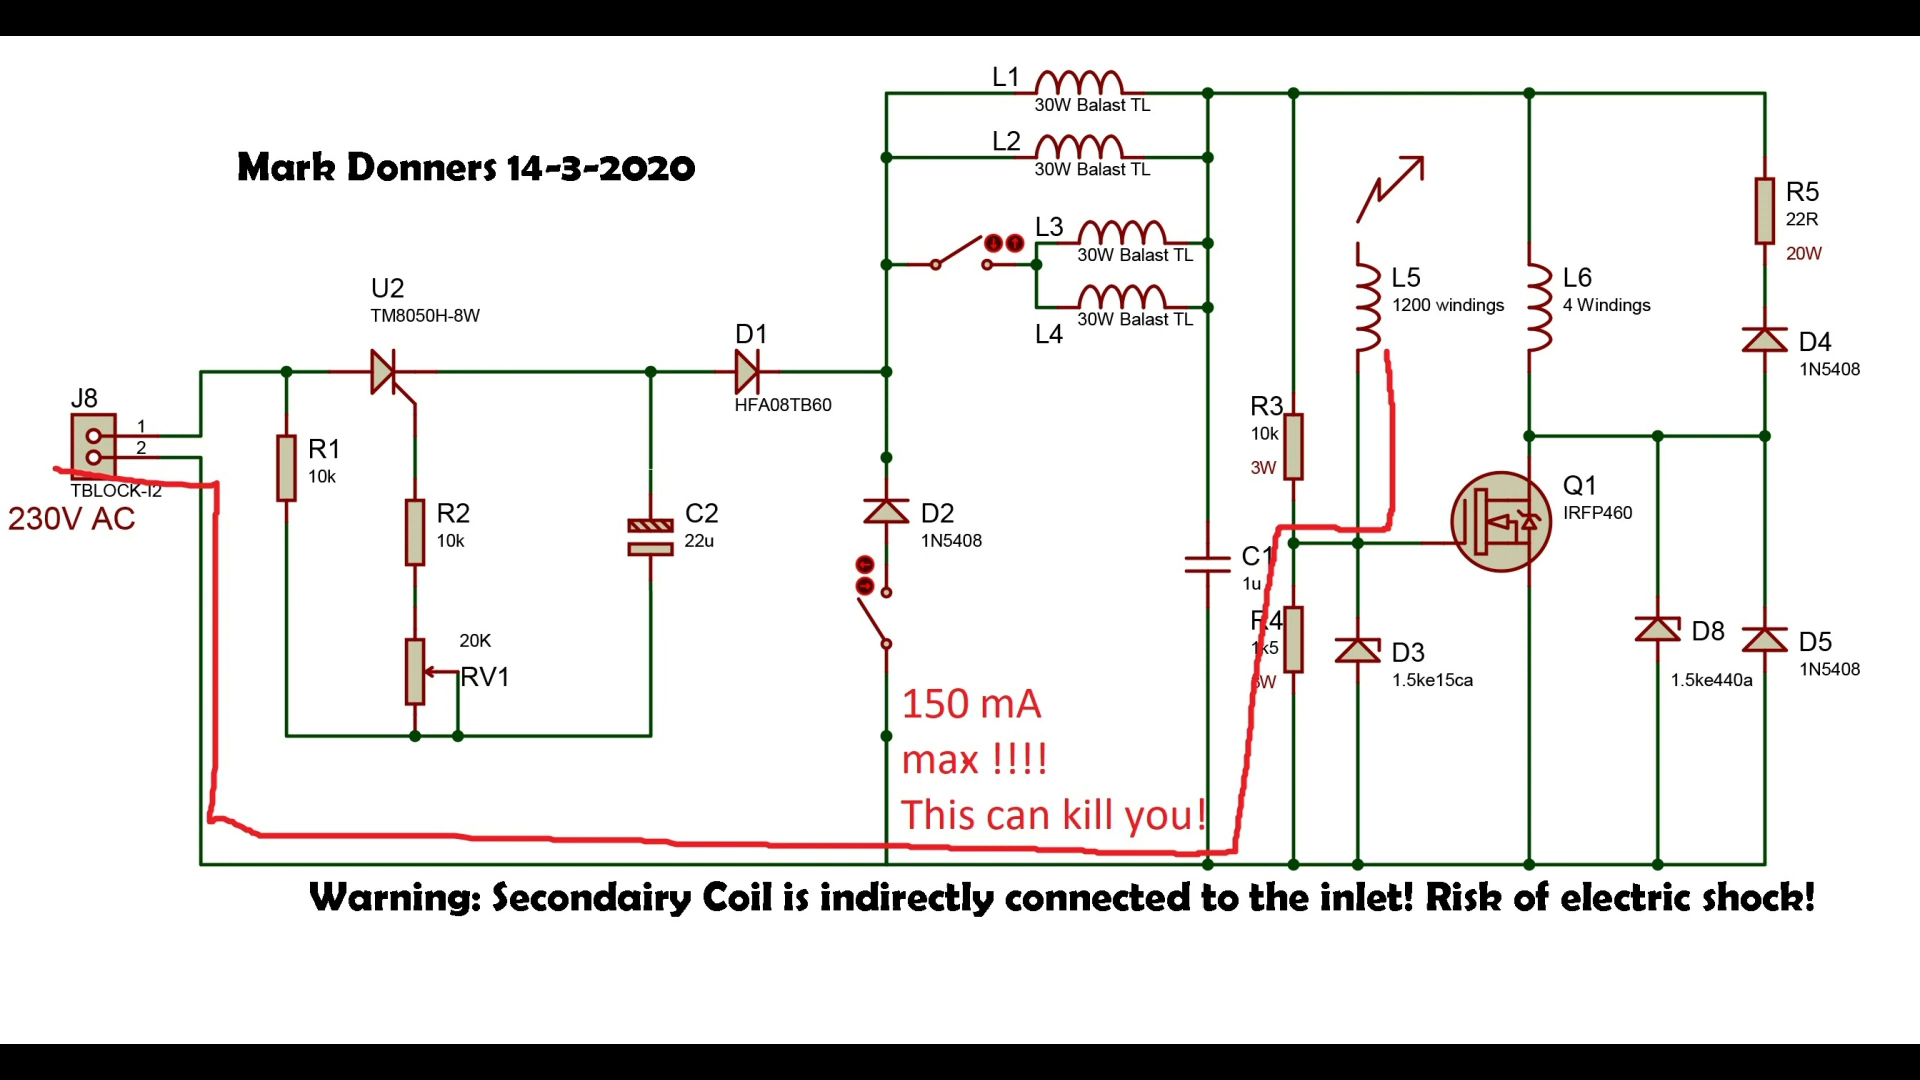 L1
30W Balast TL
L2
30W Balast TL
Mark Donners 14-3-2020
L3
30W Balast TL
L4
30W Balast TL
U2
TM8050H-8W
D1
HFA08TB60
L5
1200 windings
L6
4 Windings
R5
22R
20W
D4
1N5408
J8
1
2
TBLOCK-I2
230V AC
R1
10k
R2
10k
20K
RV1
C2
22u
D2
1N5408
R3
10k
3W
C1
1u
R4
1k5
3W
Q1
IRFP460
D3
1.5ke15ca
D8
1.5ke440a
D5
1N5408
150 mA
max !!!!
This can kill you!
Warning: Secondairy Coil is indirectly connected to the inlet! Risk of electric shock!